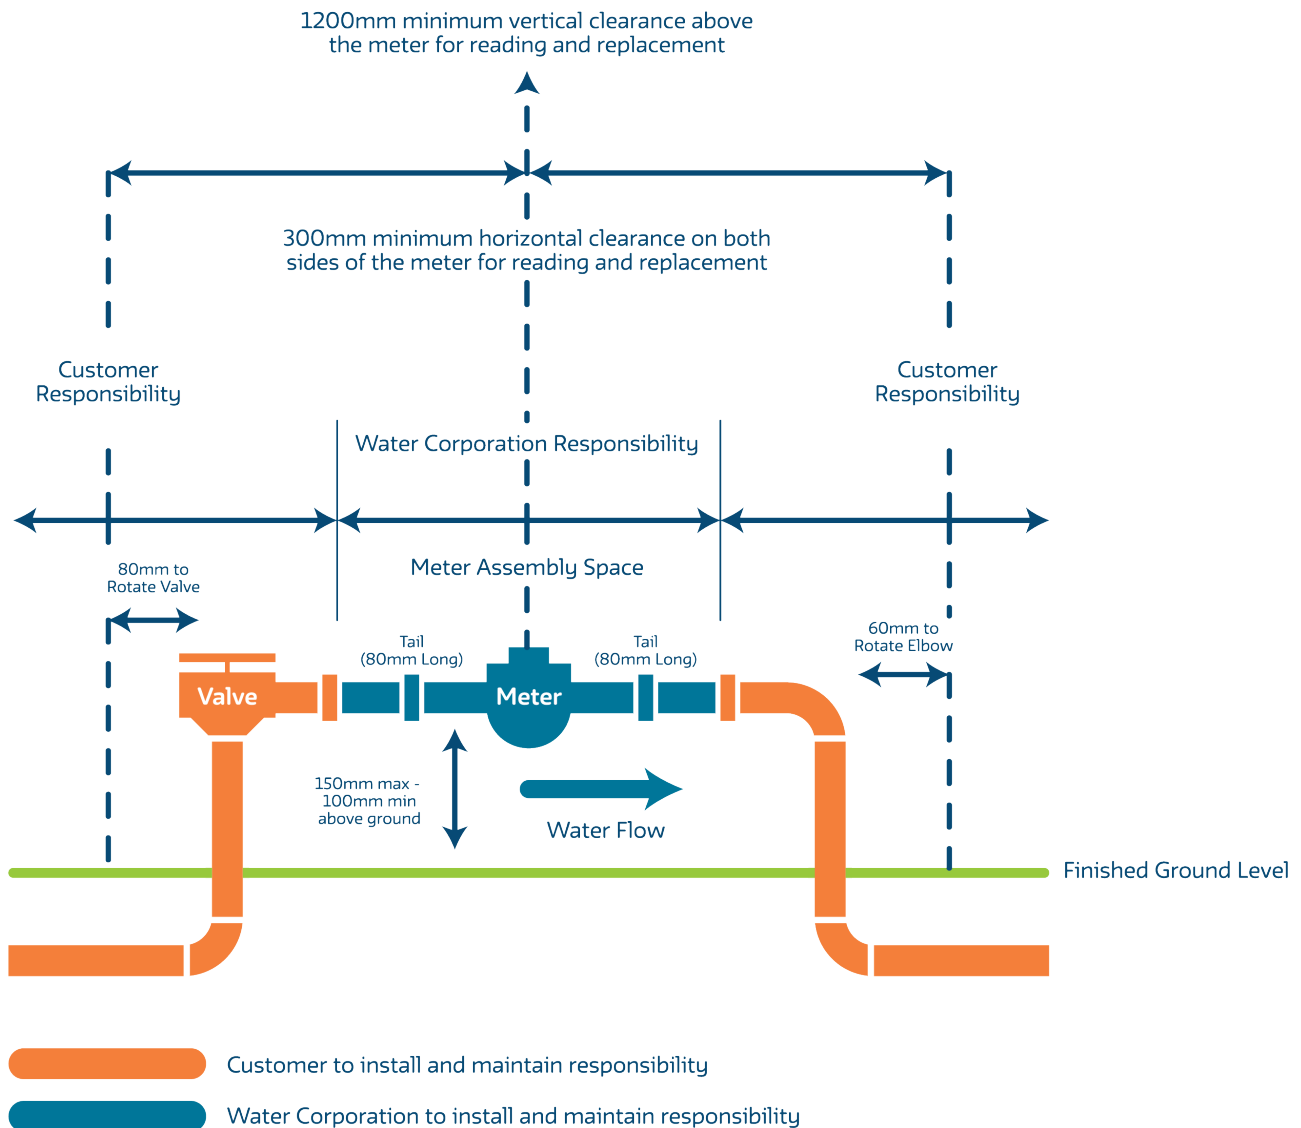 1200mm minimum vertical clearance above
the meter for reading and replacement
300mm minimum horizontal clearance on both
sides of the meter for reading and replacement
Customer
Responsibility
Customer
Responsibility
Water Corporation Responsibility
Meter Assembly Space
80mm to
Rotate Valve
60mm to
Rotate Elbow
Tail
(80mm Long)
Tail
(80mm Long)
Valve
Meter
150mm max -
100mm min
above ground
Water Flow
Finished Ground Level
Customer to install and maintain responsibility
Water Corporation to install and maintain responsibility